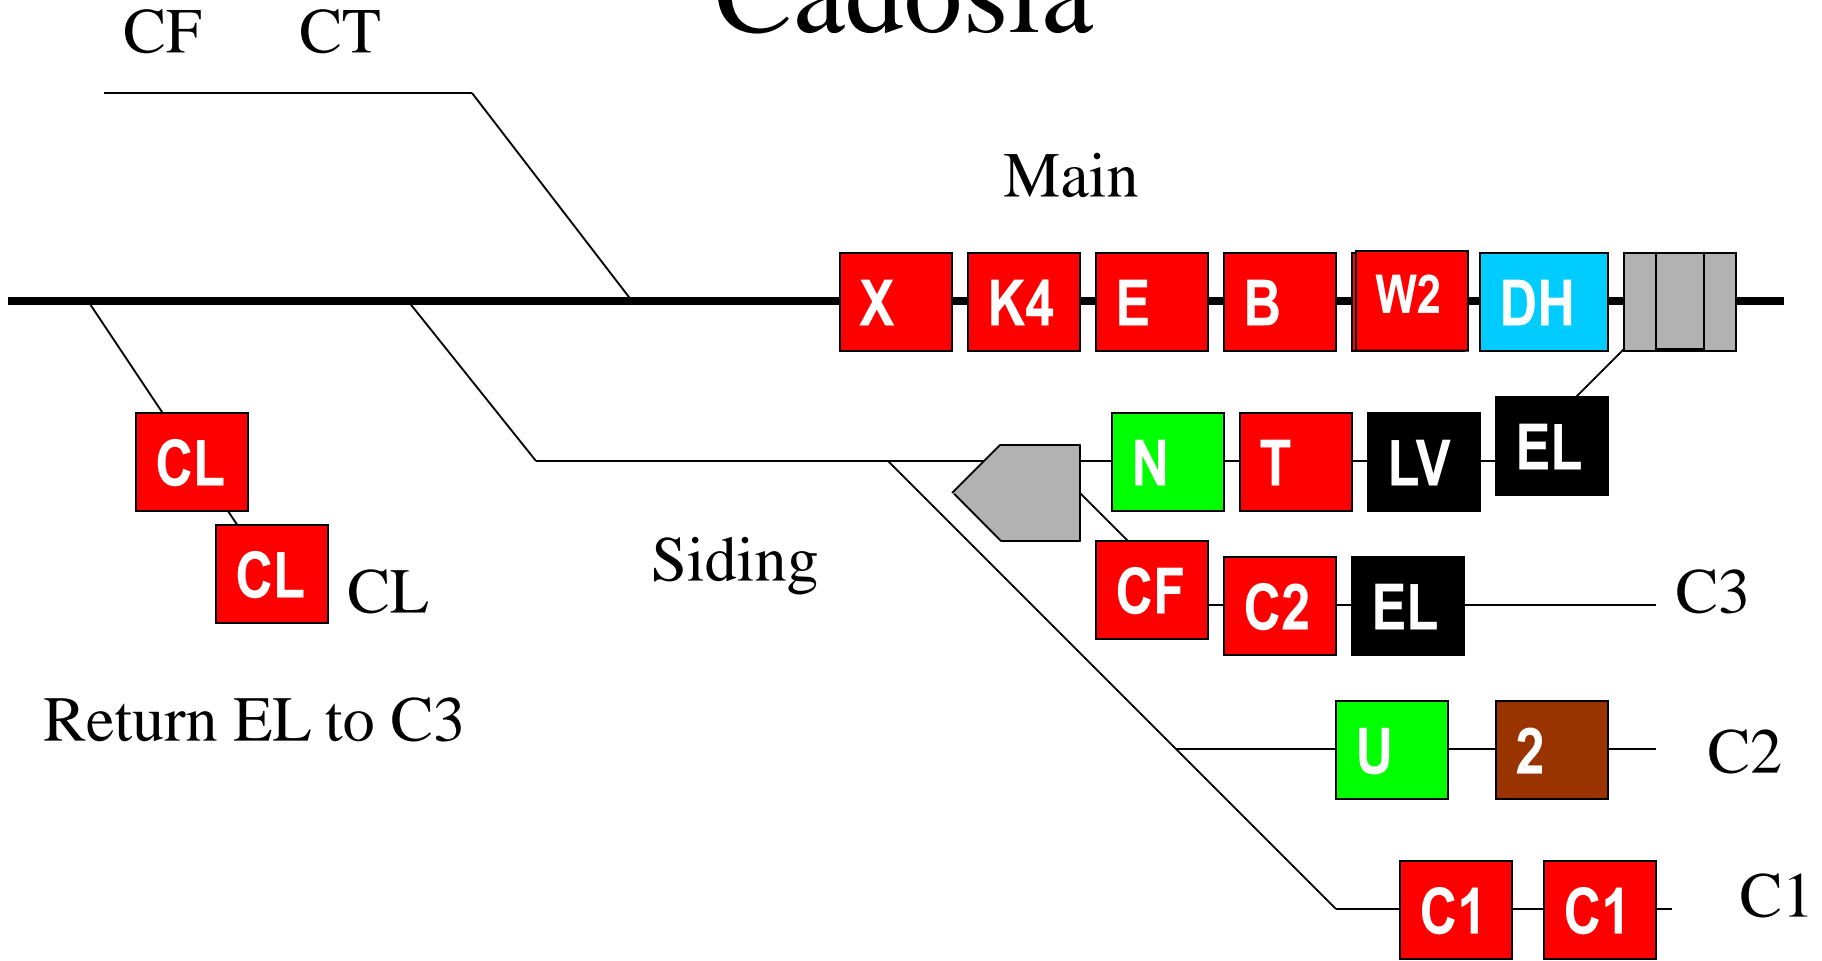 Cadosia
CF CT
Main
X K4 E B W2 DH
N T LV EL
CL
Siding
CL CL
CF C2 EL C3
Return EL to C3
U 2 C2
C1 C1 C1